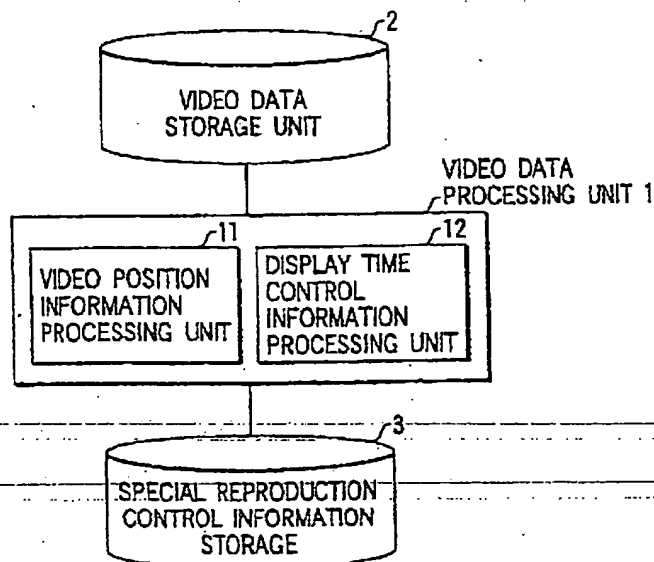 2
VIDEO DATA
STORAGE UNIT
VIDEO DATA
PROCESSING UNIT 1
11
VIDEO POSITION
INFORMATION
PROCESSING UNIT
12
DISPLAY TIME
CONTROL
INFORMATION
PROCESSING UNIT
3
SPECIAL REPRODUCTION
CONTROL INFORMATION
STORAGE